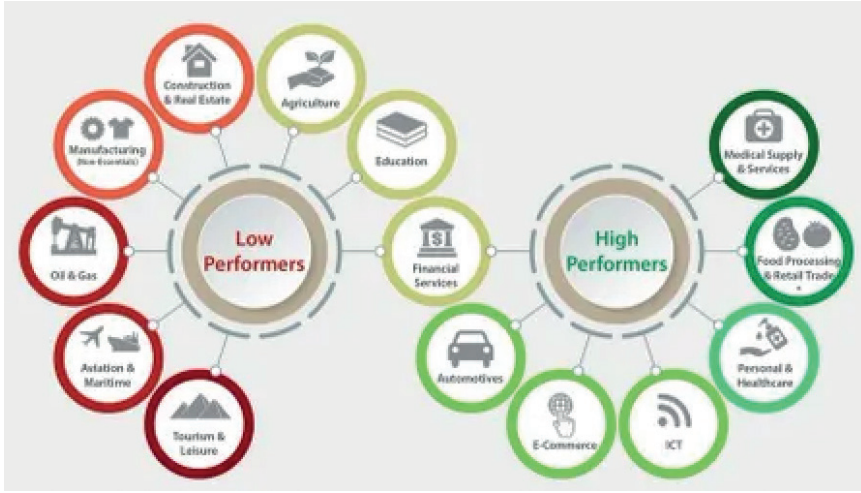 Construction
& Real Estate
Agriculture
Manufacturing
(Non-Essentials)
Education
Oil & Gas
Low
Performers
Financial
Services
Aviation &
Maritime
Tourism &
Leisure
High
Performers
Medical Supply
& Services
Food Processing
& Retail Trade
*
Personal &
Healthcare
Automotives
E-Commerce
ICT